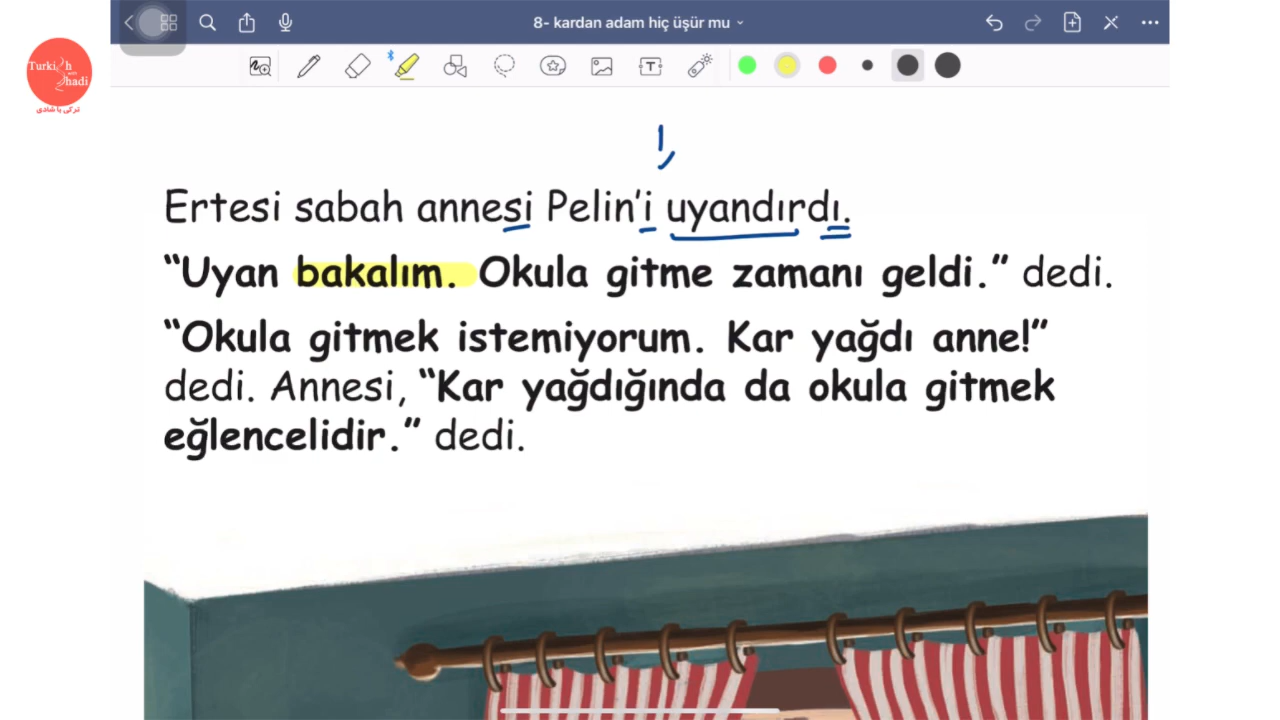 8- kardan adam hiç üşür mu
Turkish
with
Shadi
ترکی با شادی
Ertesi sabah annesi Pelin’i uyandırdı.
“Uyan bakalım. Okula gitme zamanı geldi.” dedi.
“Okula gitmek istemiyorum. Kar yağdı anne!”
dedi. Annesi, “Kar yağdığında da okula gitmek
eğlencelidir.” dedi.